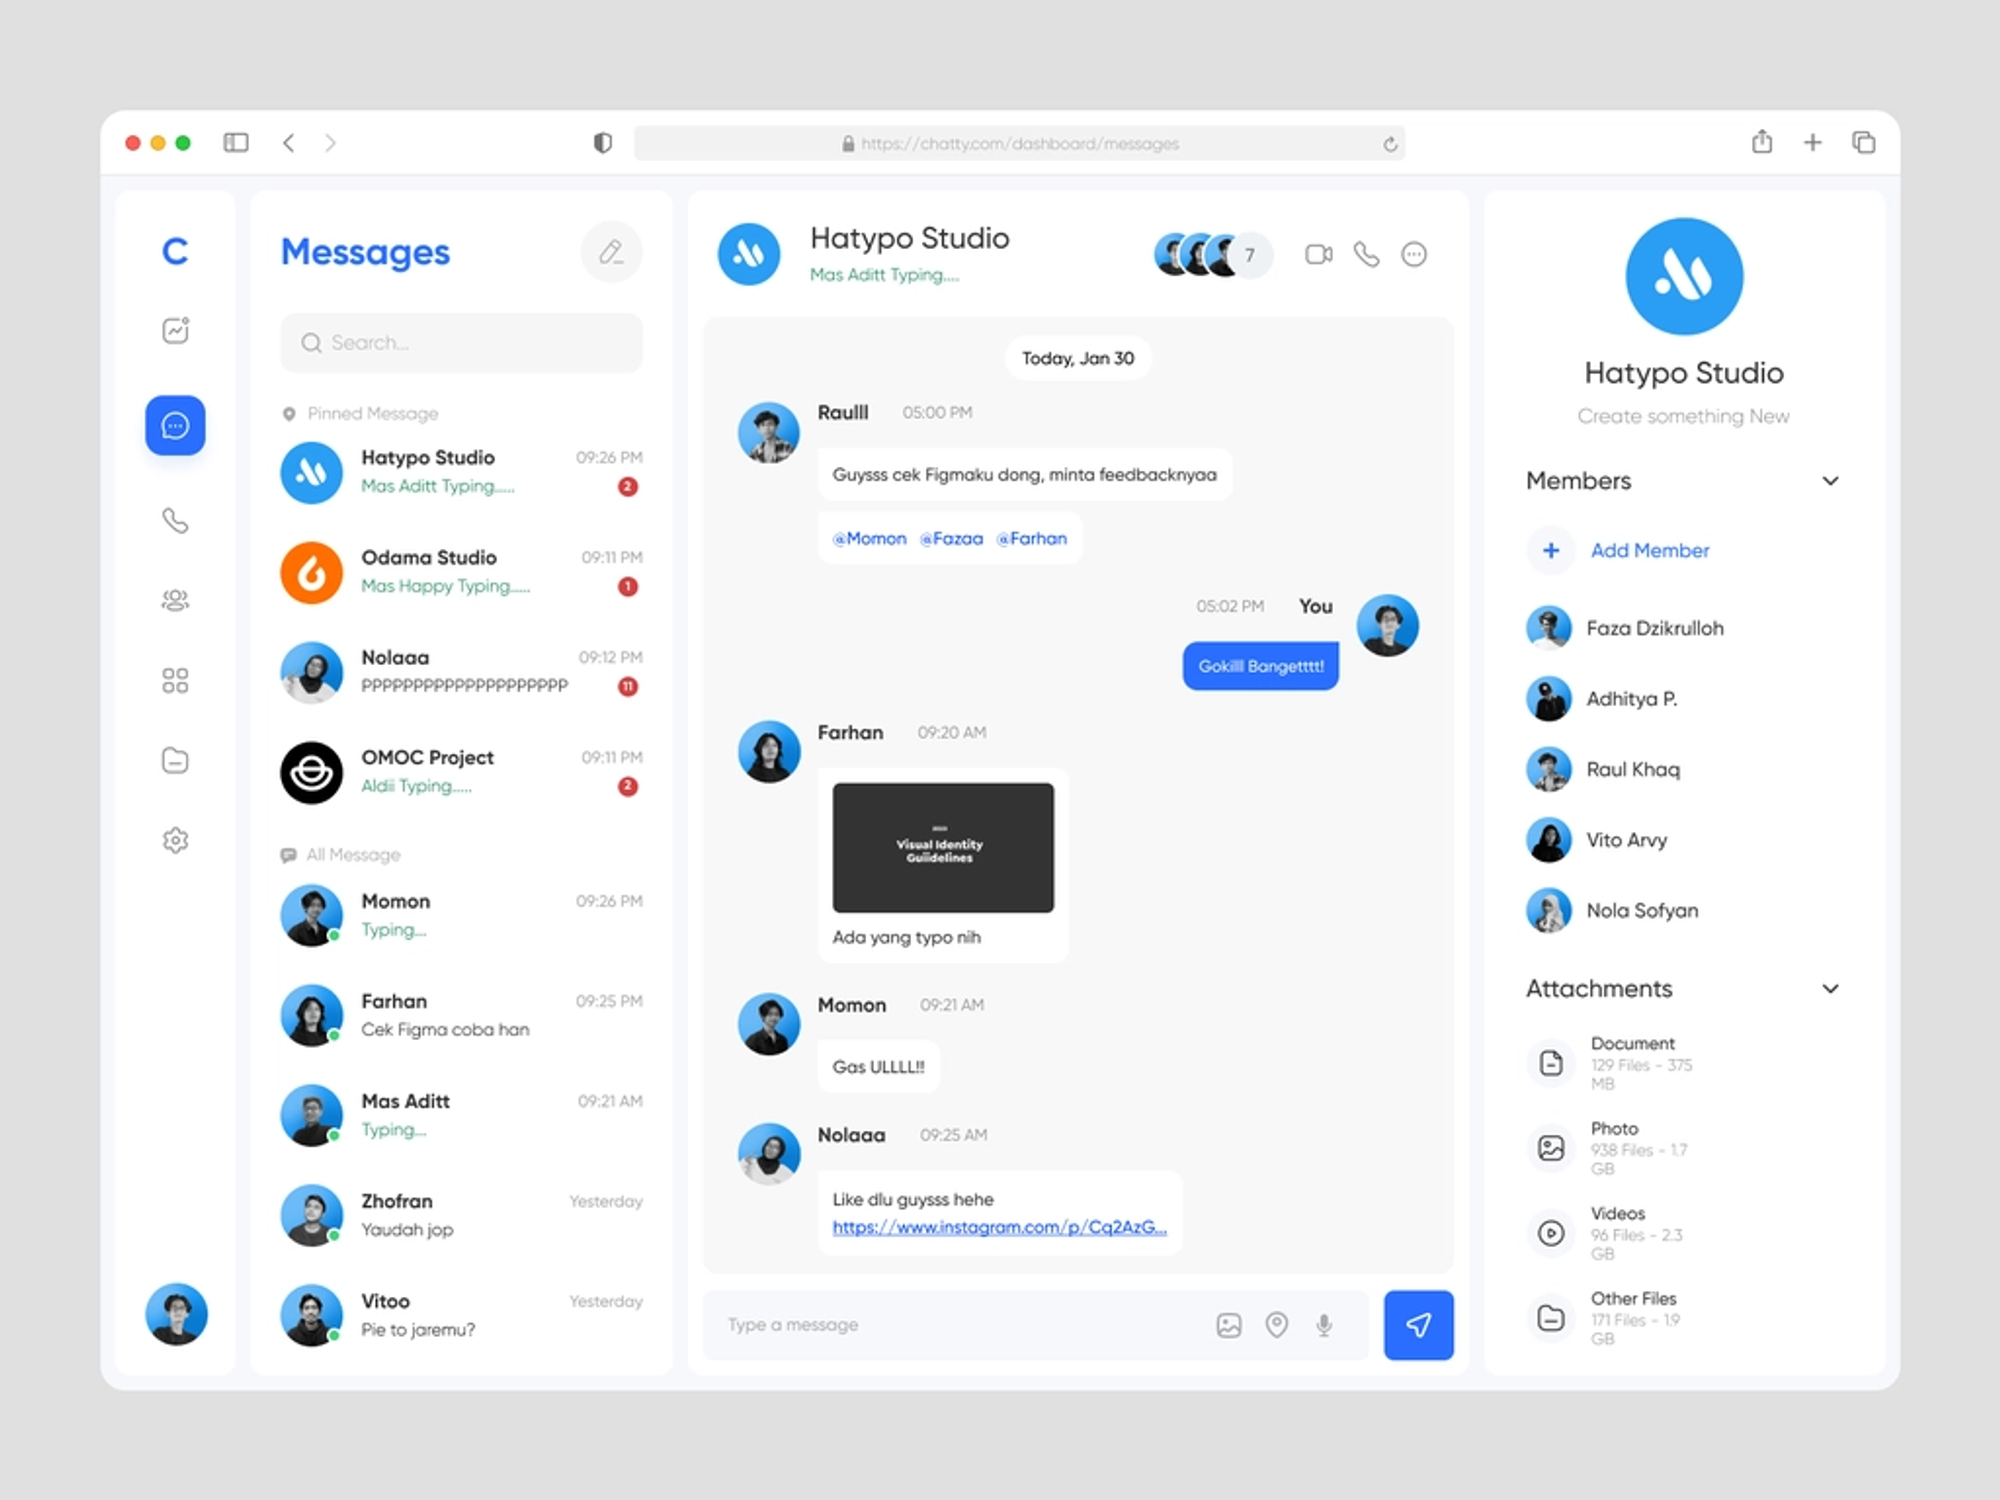 https://chatty.com/dashboard/messages
C
Messages
Search...
Pinned Message
Hatypo Studio
09:26 PM
Mas Aditt Typing.....
2
Odama Studio
09:11 PM
Mas Happy Typing.....
1
Nolaaa
09:12 PM
PPPPPPPPPPPPPPPPPPPP
11
OMOC Project
09:11 PM
Aldii Typing.....
2
All Message
Momon
09:26 PM
Typing...
Farhan
09:25 PM
Cek Figma coba han
Mas Aditt
09:21 AM
Typing...
Zhofran
Yesterday
Yaudah jop
Vitoo
Yesterday
Pie to jaremu?
Hatypo Studio
Mas Aditt Typing....
7
Today, Jan 30
Raulll 05:00 PM
Guysss cek Figmaku dong, minta feedbacknyaa
@Momon @Fazaa @Farhan
05:02 PM You
Gokilll Bangetttt!
Farhan 09:20 AM
Visual Identity
Guiidelines
Ada yang typo nih
Momon 09:21 AM
Gas ULLLL!!
Nolaaa 09:25 AM
Like dlu guysss hehe
https://www.instagram.com/p/Cq2AzG...
Type a message
Hatypo Studio
Create something New
Members
Add Member
Faza Dzikrulloh
Adhitya P.
Raul Khaq
Vito Arvy
Nola Sofyan
Attachments
Document
129 Files - 375
MB
Photo
938 Files - 1.7
GB
Videos
96 Files - 2.3
GB
Other Files
171 Files - 1.9
GB